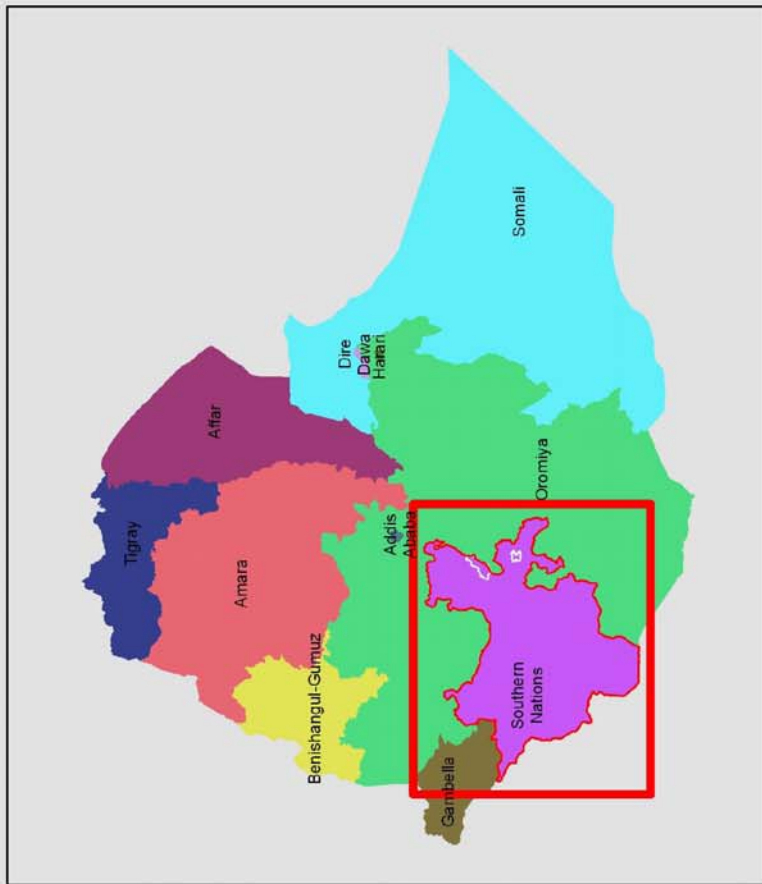 Tigray
Affar
Amara
Benishangul-Gumuz
Dire
Dawa
Harari
Addis
Ababa
Somali
Gambella
Oromiya
Southern
Nations